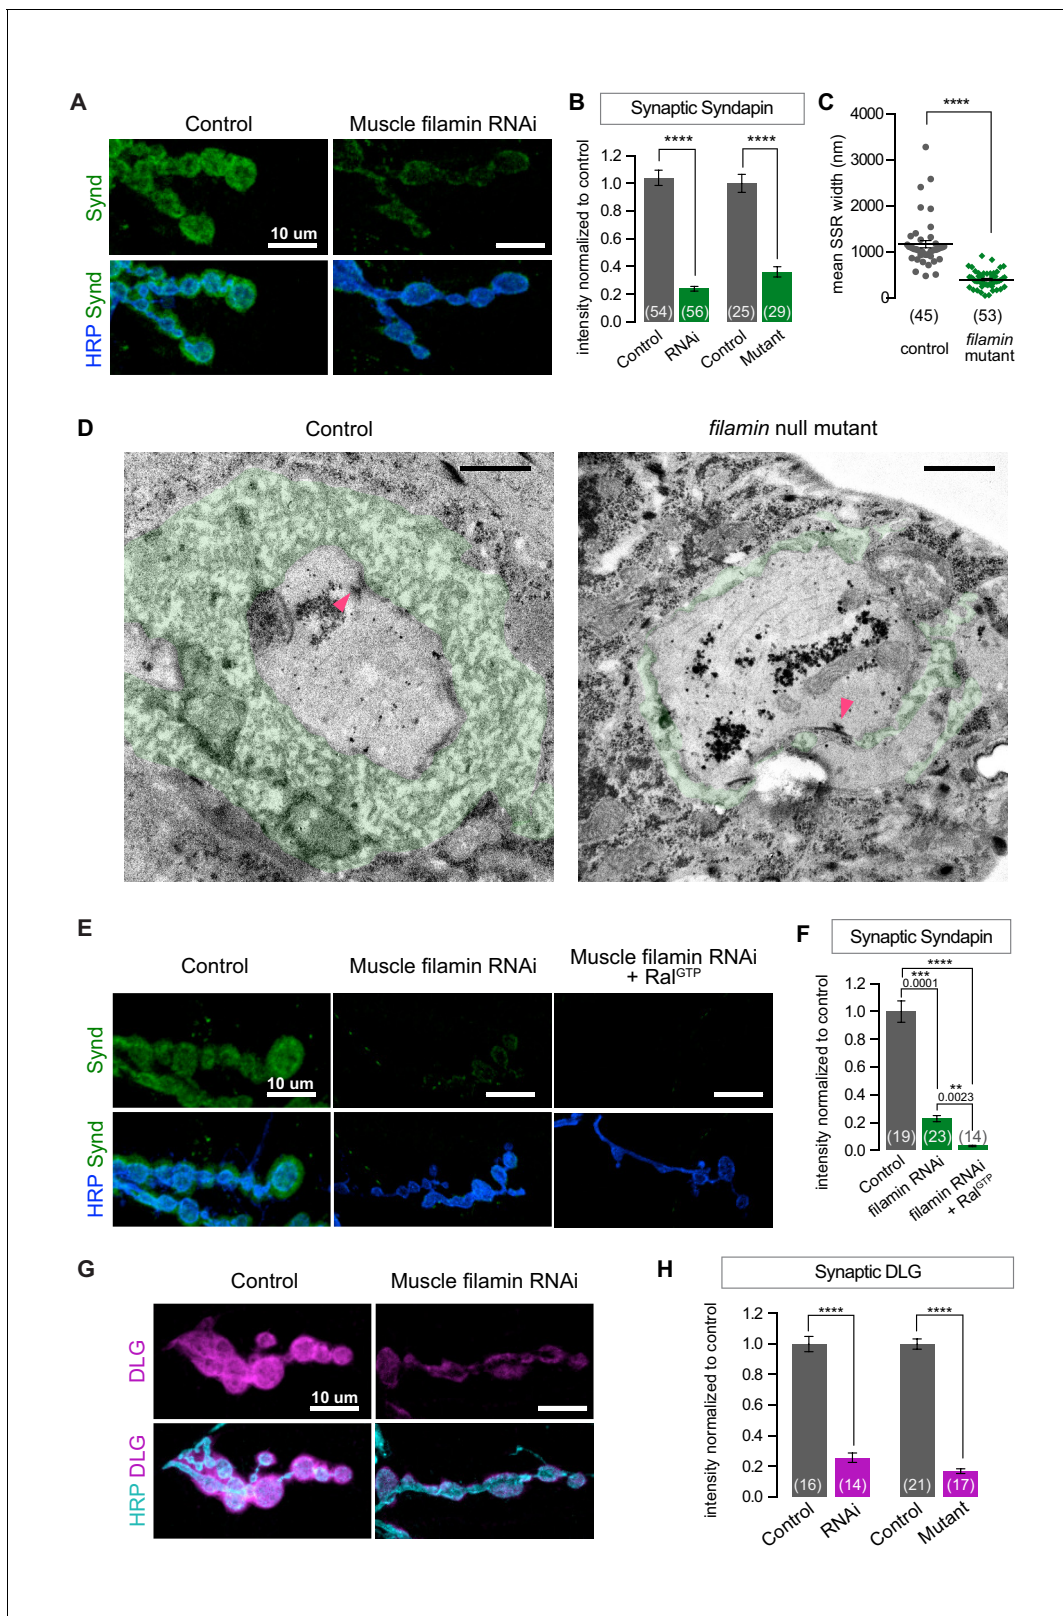 A
Control
Muscle filamin RNAi
Synd
10 um
HRP Synd
B
Synaptic Syndapin
intensity normalized to control
1.2
1.0
0.8
0.6
0.4
0.2
0.0
****
****
(54)
(56)
(25)
(29)
Control
RNAi
Control
Mutant
C
****
mean SSR width (nm)
4000
3000
2000
1000
0
(45)
(53)
control
filamin
mutant
D
Control
filamin null mutant
E
Control
Muscle filamin RNAi
Muscle filamin RNAi
+ RalGTP
Synd
10 um
HRP Synd
F
Synaptic Syndapin
intensity normalized to control
1.2
1.0
0.8
0.6
0.4
0.2
0.0
****
***
0.0001
**
0.0023
(19)
(23)
(14)
Control
filamin RNAi
filamin RNAi
+ RalGTP
G
Control
Muscle filamin RNAi
DLG
10 um
HRP DLG
H
Synaptic DLG
intensity normalized to control
1.2
1.0
0.8
0.6
0.4
0.2
0.0
****
****
(16)
(14)
(21)
(17)
Control
RNAi
Control
Mutant